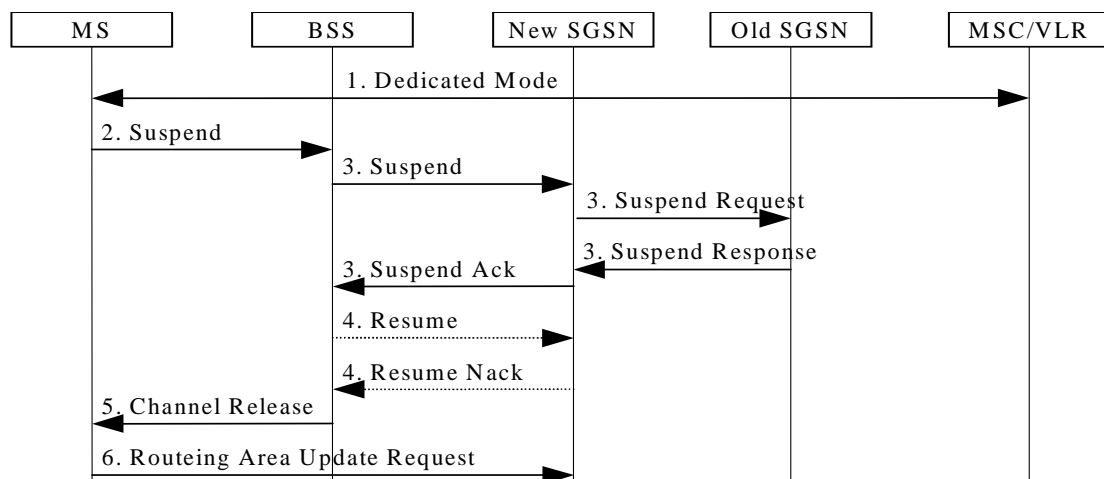 MS
BSS
New SGSN
Old SGSN
MSC/VLR
1. Dedicated Mode
2. Suspend
3. Suspend
3. Suspend Request
3. Suspend Response
3. Suspend Ack
4. Resume
4. Resume Nack
5. Channel Release
6. Routeing Area Update Request